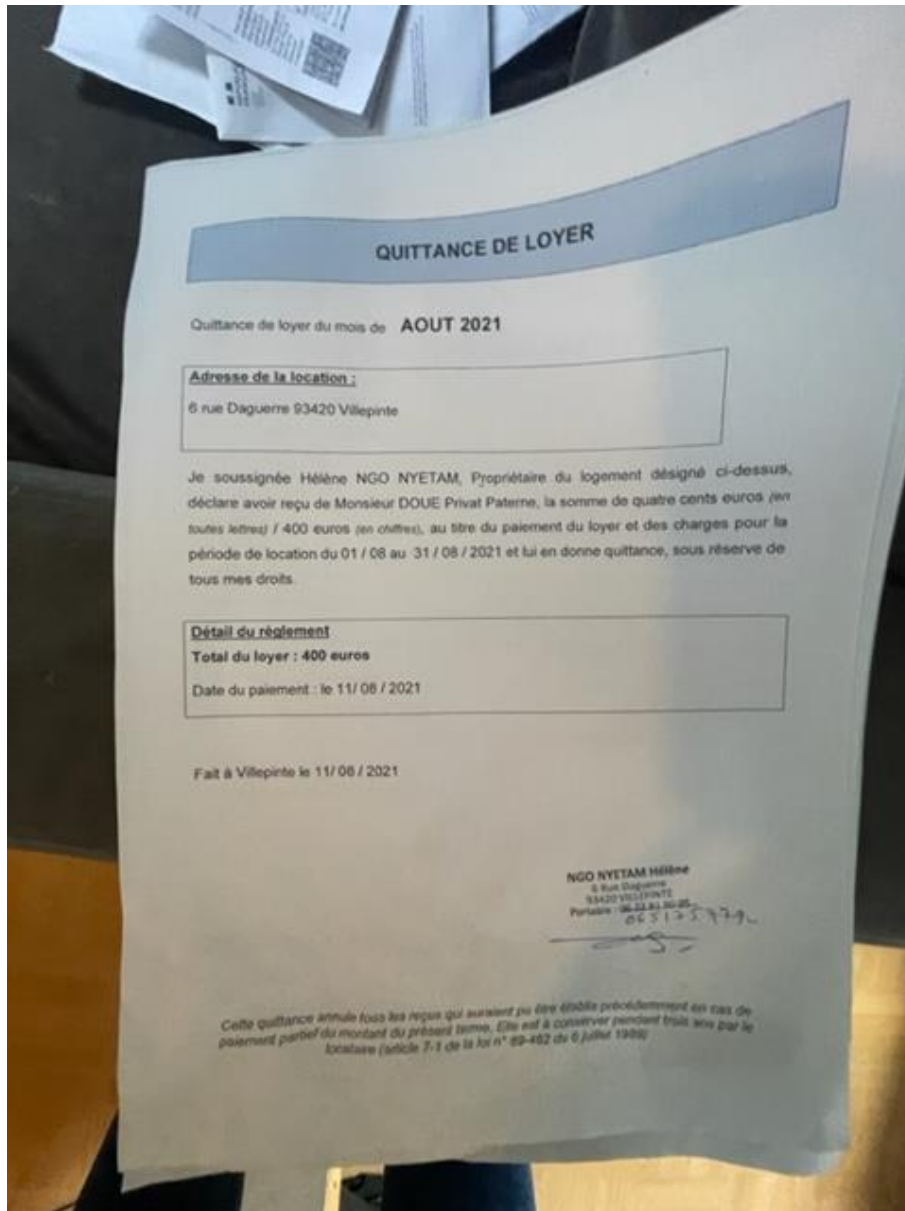 QUITTANCE DE LOYER
Quittance de loyer du mois de AOUT 2021
Adresse de la location :
6 rue Daguerre 93420 Villepinte
Je soussignée Hélène NGO NYETAM, Propriétaire du logement désigné ci-dessus,
déclare avoir reçu de Monsieur DOUE Privat Paterne, la somme de quatre cents euros (en
toutes lettres) / 400 euros (en chiffres), au titre du paiement du loyer et des charges pour la
période de location du 01 / 08 au 31 / 08 / 2021 et lui en donne quittance, sous réserve de
tous mes droits.
Détail du règlement
Total du loyer : 400 euros
Date du paiement : le 11/ 08 / 2021
Fait à Villepinte le 11/ 08 / 2021
NGO NYETAM Hélène
6 Rue Daguerre
93420 VILLEPINTE
Portable :
Cette quittance annule tous les reçus qui auraient pu être établis précédemment en cas de
paiement partiel du montant du présent terme. Elle est à conserver pendant trois ans par le
locataire (article 7-1 de la loi n° 89-462 du 6 juillet 1989)